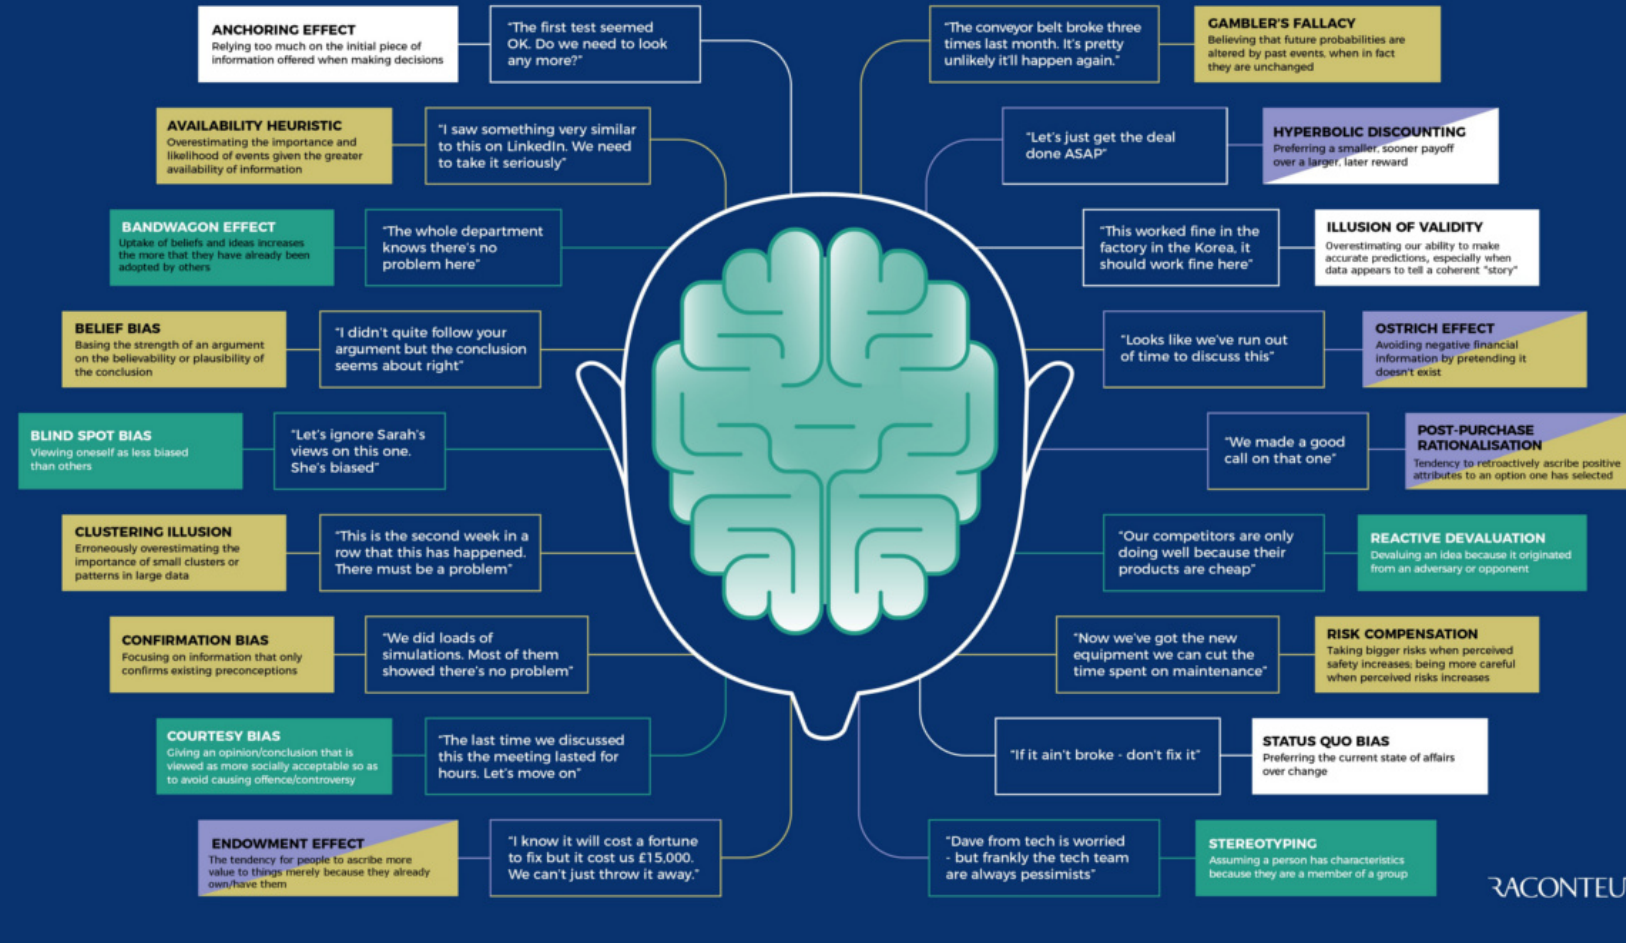 ANCHORING EFFECT
Relying too much on the initial piece of
information offered when making decisions
"The first test seemed
OK. Do we need to look
any more?"
AVAILABILITY HEURISTIC
Overestimating the importance and
likelihood of events given the greater
availability of information
"I saw something very similar
to this on LinkedIn. We need
to take it seriously"
BANDWAGON EFFECT
Uptake of beliefs and ideas increases
the more that they have already been
adopted by others
"The whole department
knows there's no
problem here"
BELIEF BIAS
Basing the strength of an argument
on the believability or plausibility of
the conclusion
"I didn't quite follow your
argument but the conclusion
seems about right"
BLIND SPOT BIAS
Viewing oneself as less biased
than others
"Let's ignore Sarah's
views on this one.
She's biased"
CLUSTERING ILLUSION
Erroneously overestimating the
importance of small clusters or
patterns in large data
"This is the second week in a
row that this has happened.
There must be a problem"
CONFIRMATION BIAS
Focusing on information that only
confirms existing preconceptions
"We did loads of
simulations. Most of them
showed there's no problem"
COURTESY BIAS
Giving an opinion/conclusion that is
viewed as more socially acceptable so as
to avoid causing offence/controversy
"The last time we discussed
this the meeting lasted for
hours. Let's move on"
ENDOWMENT EFFECT
The tendency for people to ascribe more
value to things merely because they already
own/have them
"I know it will cost a fortune
to fix but it cost us £15,000.
We can't just throw it away."
"The conveyor belt broke three
times last month. It's pretty
unlikely it'll happen again."
GAMBLER'S FALLACY
Believing that future probabilities are
altered by past events, when in fact
they are unchanged
"Let's just get the deal
done ASAP"
HYPERBOLIC DISCOUNTING
Preferring a smaller, sooner payoff
over a larger, later reward
"This worked fine in the
factory in the Korea, it
should work fine here"
ILLUSION OF VALIDITY
Overestimating our ability to make
accurate predictions, especially when
data appears to tell a coherent "story"
"Looks like we've run out
of time to discuss this"
OSTRICH EFFECT
Avoiding negative financial
information by pretending it
doesn't exist
"We made a good
call on that one"
POST-PURCHASE
RATIONALISATION
Tendency to retroactively ascribe positive
attributes to an option one has selected
"Our competitors are only
doing well because their
products are cheap"
REACTIVE DEVALUATION
Devaluing an idea because it originated
from an adversary or opponent
"Now we've got the new
equipment we can cut the
time spent on maintenance"
RISK COMPENSATION
Taking bigger risks when perceived
safety increases; being more careful
when perceived risks increases
"If it ain't broke - don't fix it"
STATUS QUO BIAS
Preferring the current state of affairs
over change
"Dave from tech is worried
- but frankly the tech team
are always pessimists"
STEREOTYPING
Assuming a person has characteristics
because they are a member of a group
RACONTEU